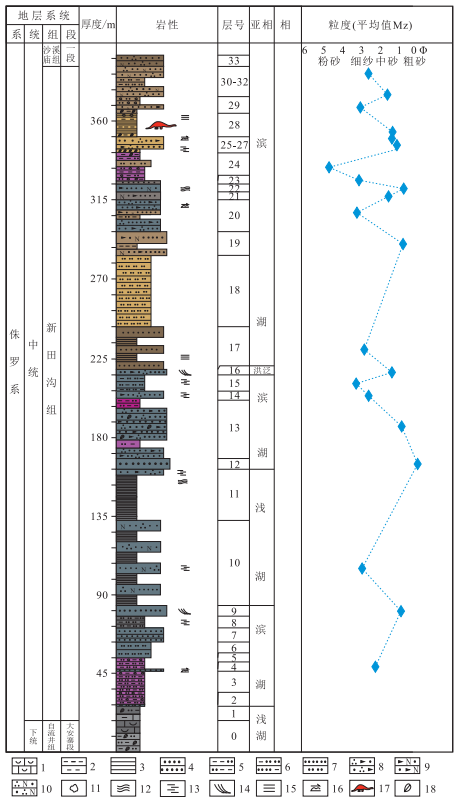 地 层 系 统
系 统 组 段
厚度/m
岩性
层号
亚相
相
粒度(平均值Mz)
6 5 4 3 2 1 0 Φ
粉砂 细纱 中砂 粗砂
沙溪庙组
一段
33
30-32
29
360
28
25-27
滨
24
23
22
21
315
20
19
270
18
湖
侏罗系
中统
新田沟组
17
225
16 洪泛
15
14
滨
13
湖
180
12
11
浅
135
10
湖
90
9
8
滨
7
6
5
4
45
3
湖
2
1
浅
0
湖
下统
自流井组
大安寨段
1 2 3 4 5 6 7 8 9
10 11 12 13 14 15 16 17 18